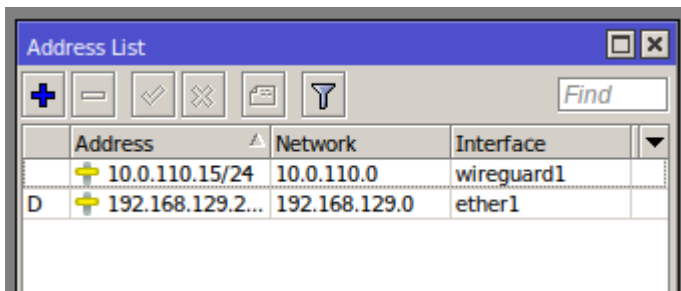 Address List
Find
Address Network Interface
10.0.110.15/24 10.0.110.0 wireguard1
D 192.168.129.2... 192.168.129.0 ether1